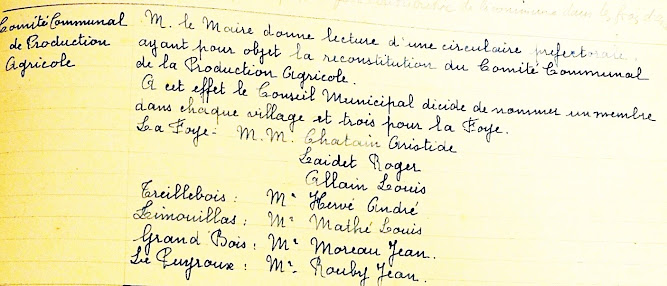 Comité Communal
de Production
Agricole
M. le Maire donne lecture d'une circulaire préfectorale.
ayant pour objet la reconstitution du Comité Communal
de la Production Agricole.
A cet effet le Conseil Municipal décide de nommer un membre
dans chaque village et trois pour la Foye.
La Foye = M.M. Chatain Aristide
Laidet Roger
Allain Louis
Treillebois : Mr Hervé André.
Limouillas : Mr Mathé Louis
Grand Bois : Mr Moreau Jean.
Le Puyroux : Mr Rouby Jean.